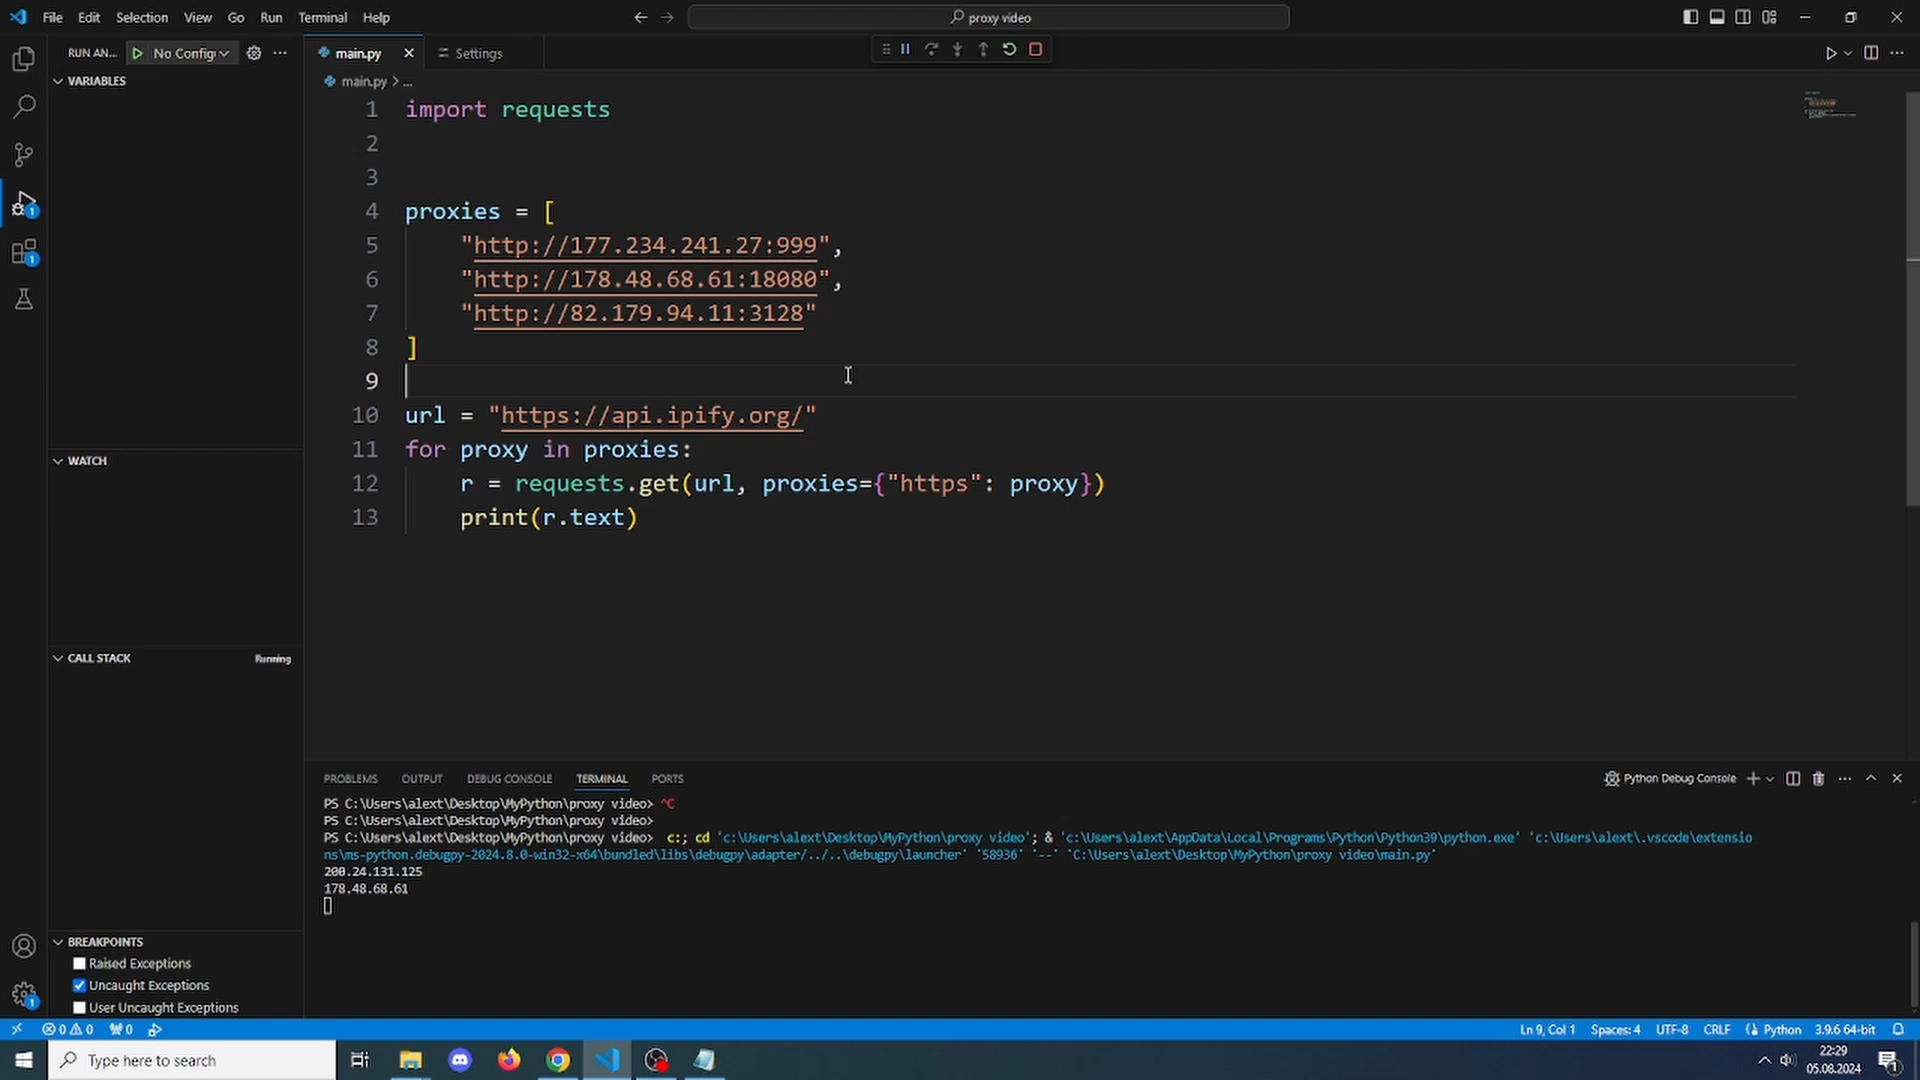 File Edit Selection View Go Run Terminal Help
proxy video
RUN AN... No Config
main.py
Settings
VARIABLES
main.py > ...
1 import requests
2
3
4 proxies = [
5 "http://177.234.241.27:999",
6 "http://178.48.68.61:18080",
7 "http://82.179.94.11:3128"
8 ]
9
10 url = "https://api.ipify.org/"
11 for proxy in proxies:
12 r = requests.get(url, proxies={"https": proxy})
13 print(r.text)
WATCH
CALL STACK Running
BREAKPOINTS
Raised Exceptions
Uncaught Exceptions
User Uncaught Exceptions
PROBLEMS OUTPUT DEBUG CONSOLE TERMINAL PORTS
Python Debug Console
PS C:\Users\alext\Desktop\MyPython\proxy video> ^C
PS C:\Users\alext\Desktop\MyPython\proxy video>
PS C:\Users\alext\Desktop\MyPython\proxy video> c:; cd 'c:\Users\alext\Desktop\MyPython\proxy video'; & 'c:\Users\alext\AppData\Local\Programs\Python\Python39\python.exe' 'c:\Users\alext\.vscode\extensio
ns\ms-python.debugpy-2024.8.0-win32-x64\bundled\libs\debugpy\adapter/../..\debugpy\launcher' '58936' '--' 'C:\Users\alext\Desktop\MyPython\proxy video\main.py'
200.24.131.125
178.48.68.61
0 0 0
Ln 9, Col 1 Spaces: 4 UTF-8 CRLF Python 3.9.6 64-bit
Type here to search
22:29
05.08.2024
1
1
1
1